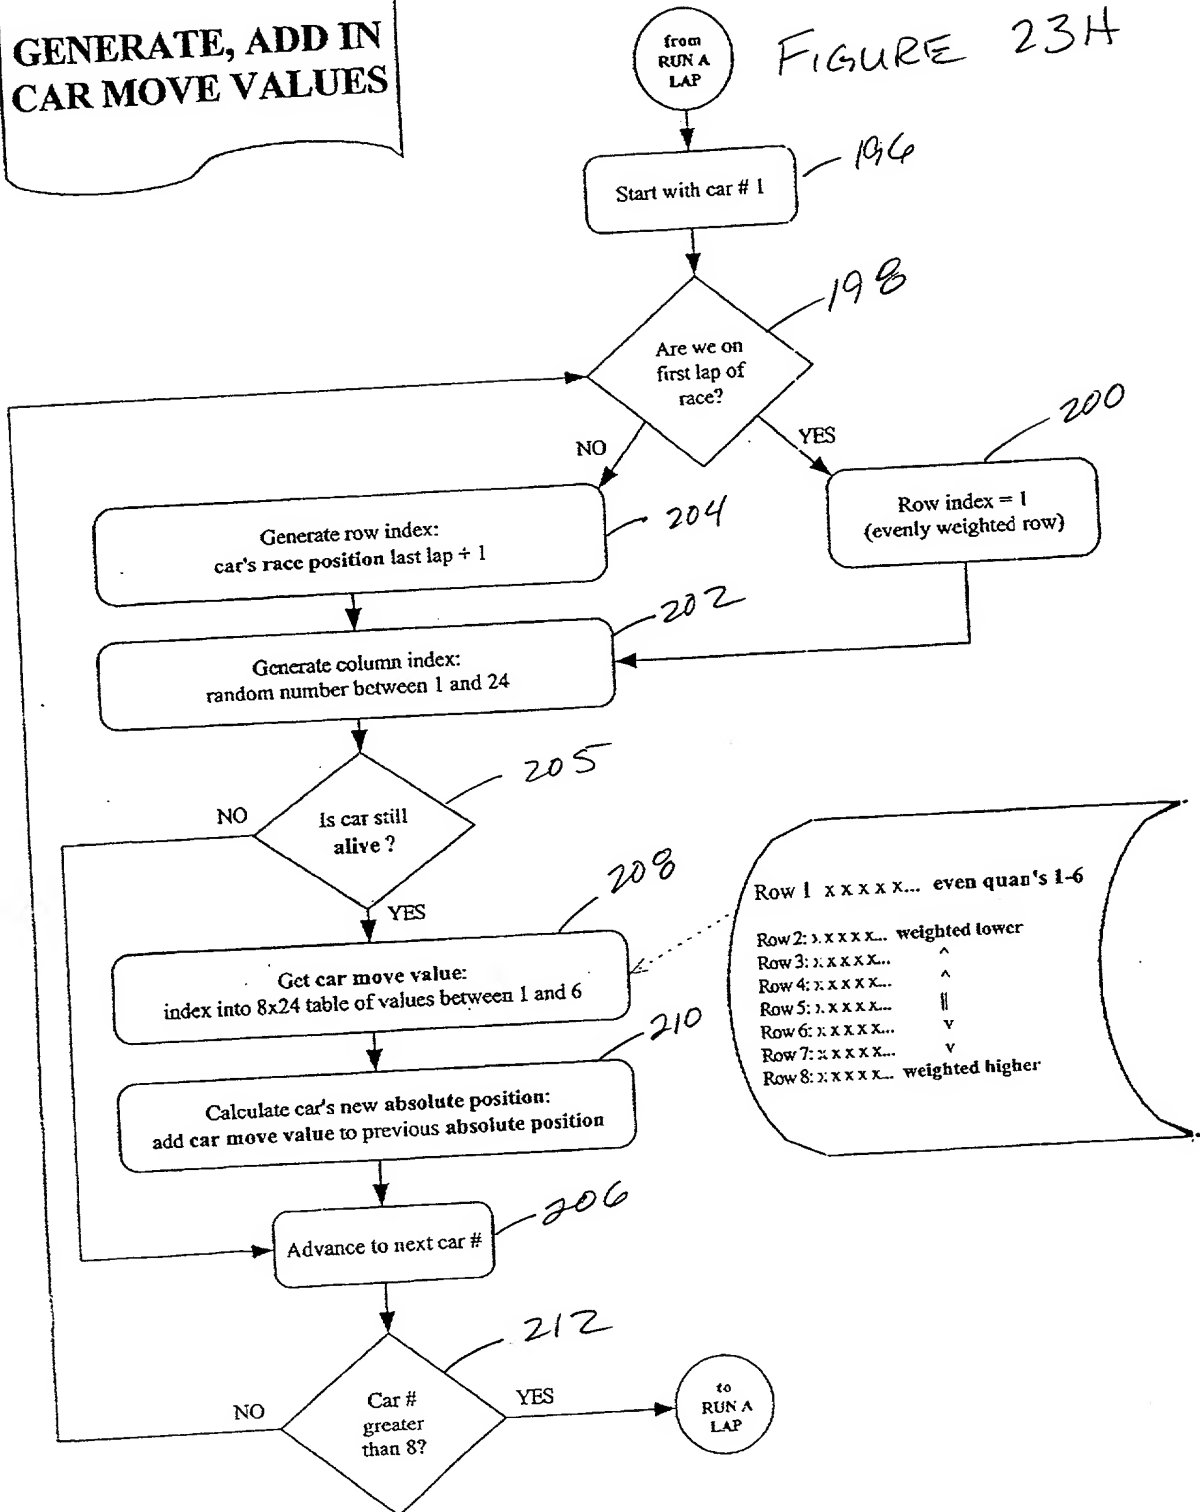 GENERATE, ADD IN
CAR MOVE VALUES
from
RUN A
LAP
FIGURE 23H
Start with car # 1
196
Are we on
first lap of
race?
198
NO
YES
200
Row index = 1
(evenly weighted row)
Generate row index:
car's race position last lap + 1
204
Generate column index:
random number between 1 and 24
202
Is car still
alive ?
205
NO
YES
Get car move value:
index into 8x24 table of values between 1 and 6
208
Row 1 x x x x x... even quan's 1-6
Row 2: x x x x x... weighted lower
Row 3: x x x x x... ^
Row 4: x x x x x... ^
Row 5: x x x x x... ||
Row 6: x x x x x... v
Row 7: x x x x x... v
Row 8: x x x x x... weighted higher
Calculate car's new absolute position:
add car move value to previous absolute position
210
Advance to next car #
206
Car #
greater
than 8?
212
NO
YES
to
RUN A
LAP